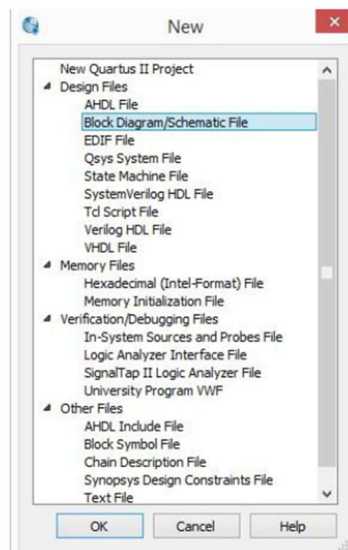 New
New Quartus II Project
Design Files
AHDL File
Block Diagram/Schematic File
EDIF File
Qsys System File
State Machine File
SystemVerilog HDL File
Tcl Script File
Verilog HDL File
VHDL File
Memory Files
Hexadecimal (Intel-Format) File
Memory Initialization File
Verification/Debugging Files
In-System Sources and Probes File
Logic Analyzer Interface File
SignalTap II Logic Analyzer File
University Program VWF
Other Files
AHDL Include File
Block Symbol File
Chain Description File
Synopsys Design Constraints File
Text File
OK Cancel Help